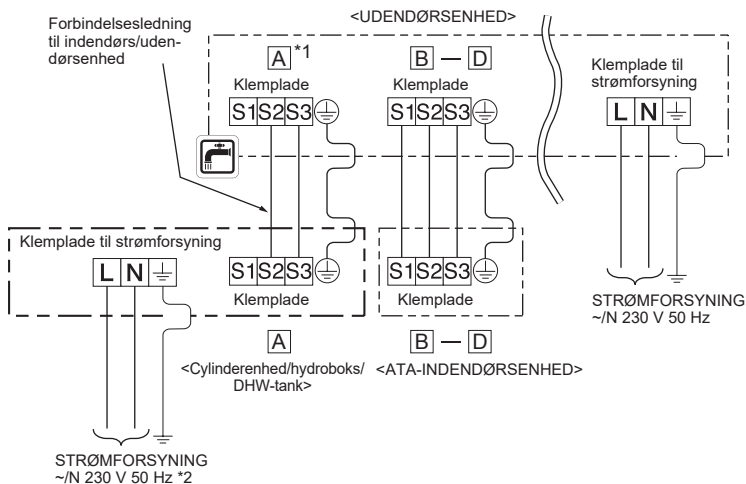 Forbindelsesledning
til indendørs/uden-
dørsenhed
<UDENDØRSENHED>
A *1
B — D
Klemplade
Klemplade
Klemplade til
strømforsyning
S1 S2 S3
S1 S2 S3
L N
Klemplade til strømforsyning
L N
S1 S2 S3
S1 S2 S3
Klemplade
Klemplade
STRØMFORSYNING
~/N 230 V 50 Hz
A
B — D
<Cylinderenhed/hydroboks/
DHW-tank>
<ATA-INDENDØRSENHED>
STRØMFORSYNING
~/N 230 V 50 Hz *2